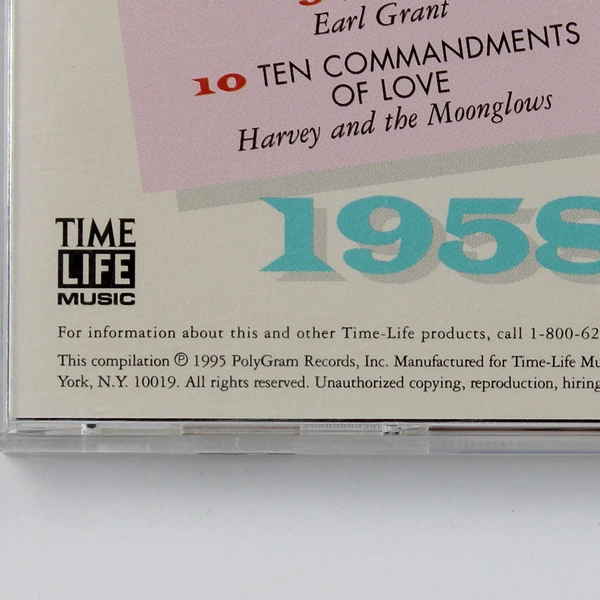 Earl Grant
10 TEN COMMANDMENTS
OF LOVE
Harvey and the Moonglows
1958
TIME
LIFE
MUSIC
For information about this and other Time-Life products, call 1-800-62
This compilation ℗ 1995 PolyGram Records, Inc. Manufactured for Time-Life Mu
York, N.Y. 10019. All rights reserved. Unauthorized copying, reproduction, hiring